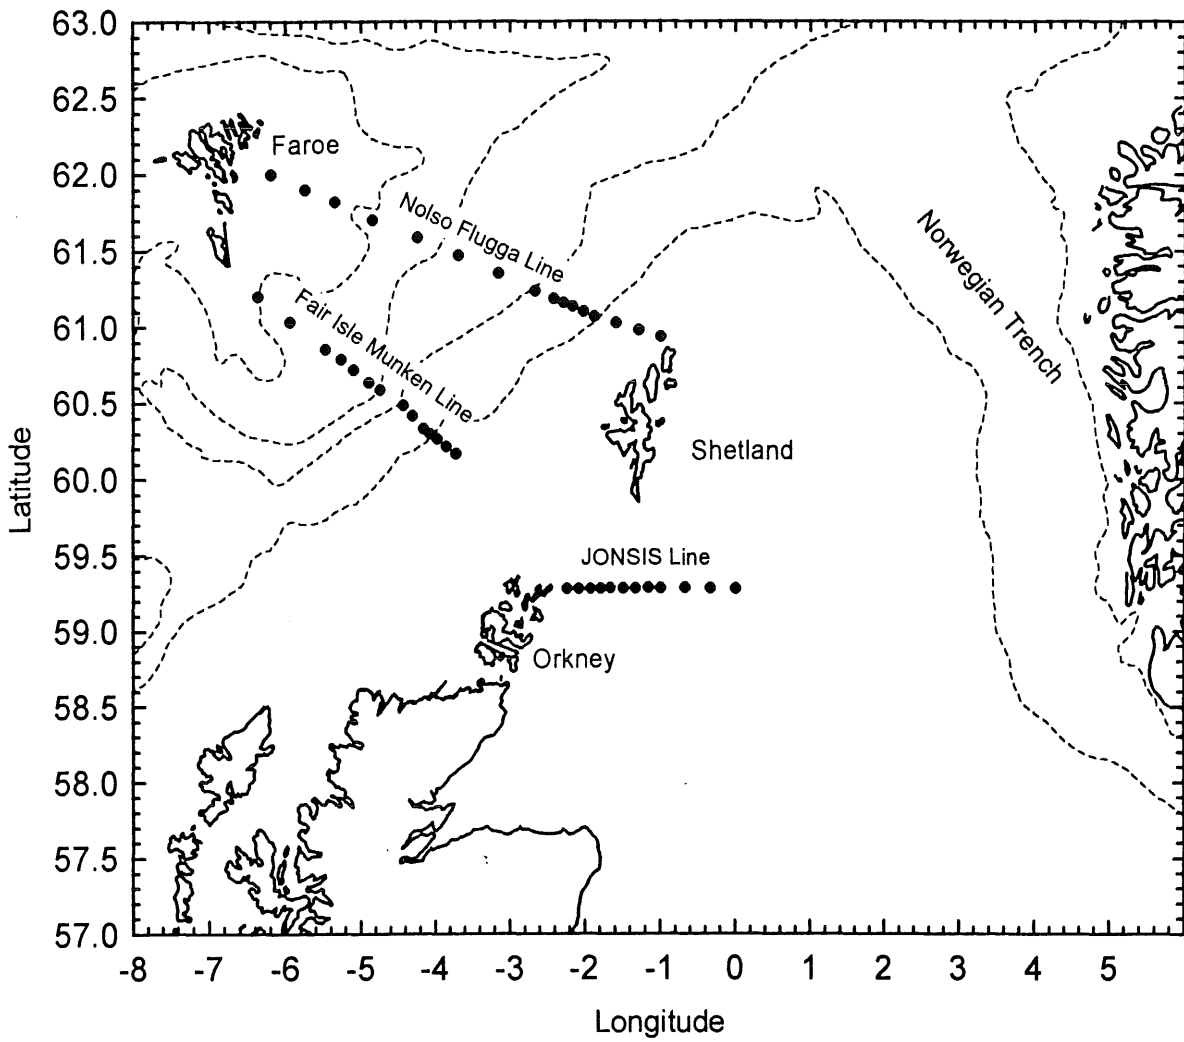 63.0
62.5
62.0
61.5
61.0
60.5
60.0
59.5
59.0
58.5
58.0
57.5
57.0
Latitude
Faroe
Nolso Flugga Line
Fair Isle Munken Line
Norwegian Trench
Shetland
JONSIS Line
Orkney
-8 -7 -6 -5 -4 -3 -2 -1 0 1 2 3 4 5
Longitude